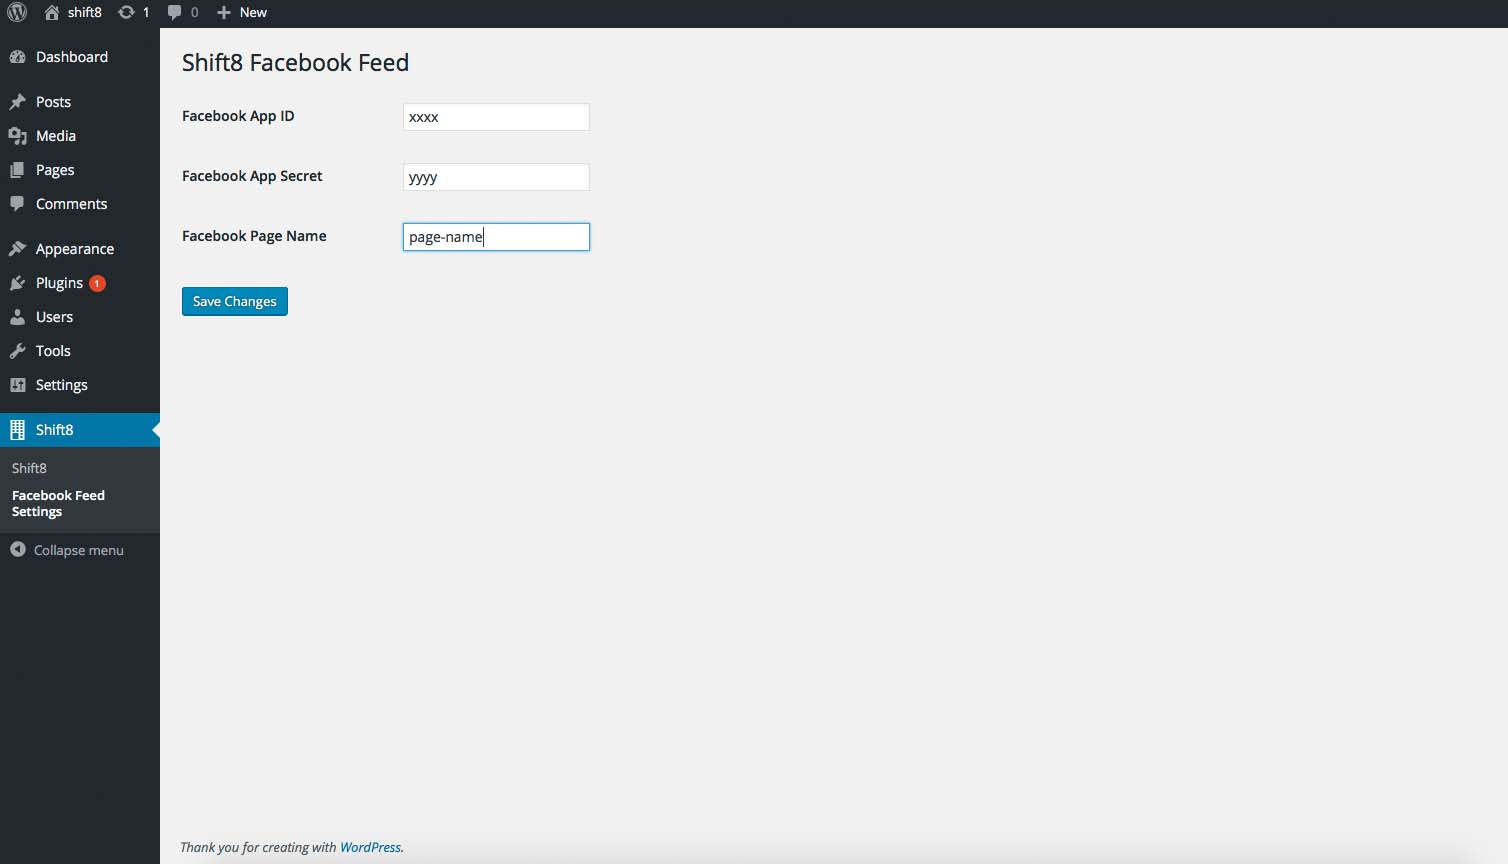 shift8 1 0 New
Dashboard
Posts
Media
Pages
Comments
Appearance
Plugins 1
Users
Tools
Settings
Shift8
Shift8
Facebook Feed
Settings
Collapse menu
Shift8 Facebook Feed
Facebook App ID xxxx
Facebook App Secret yyyy
Facebook Page Name page-name
Save Changes
Thank you for creating with WordPress.